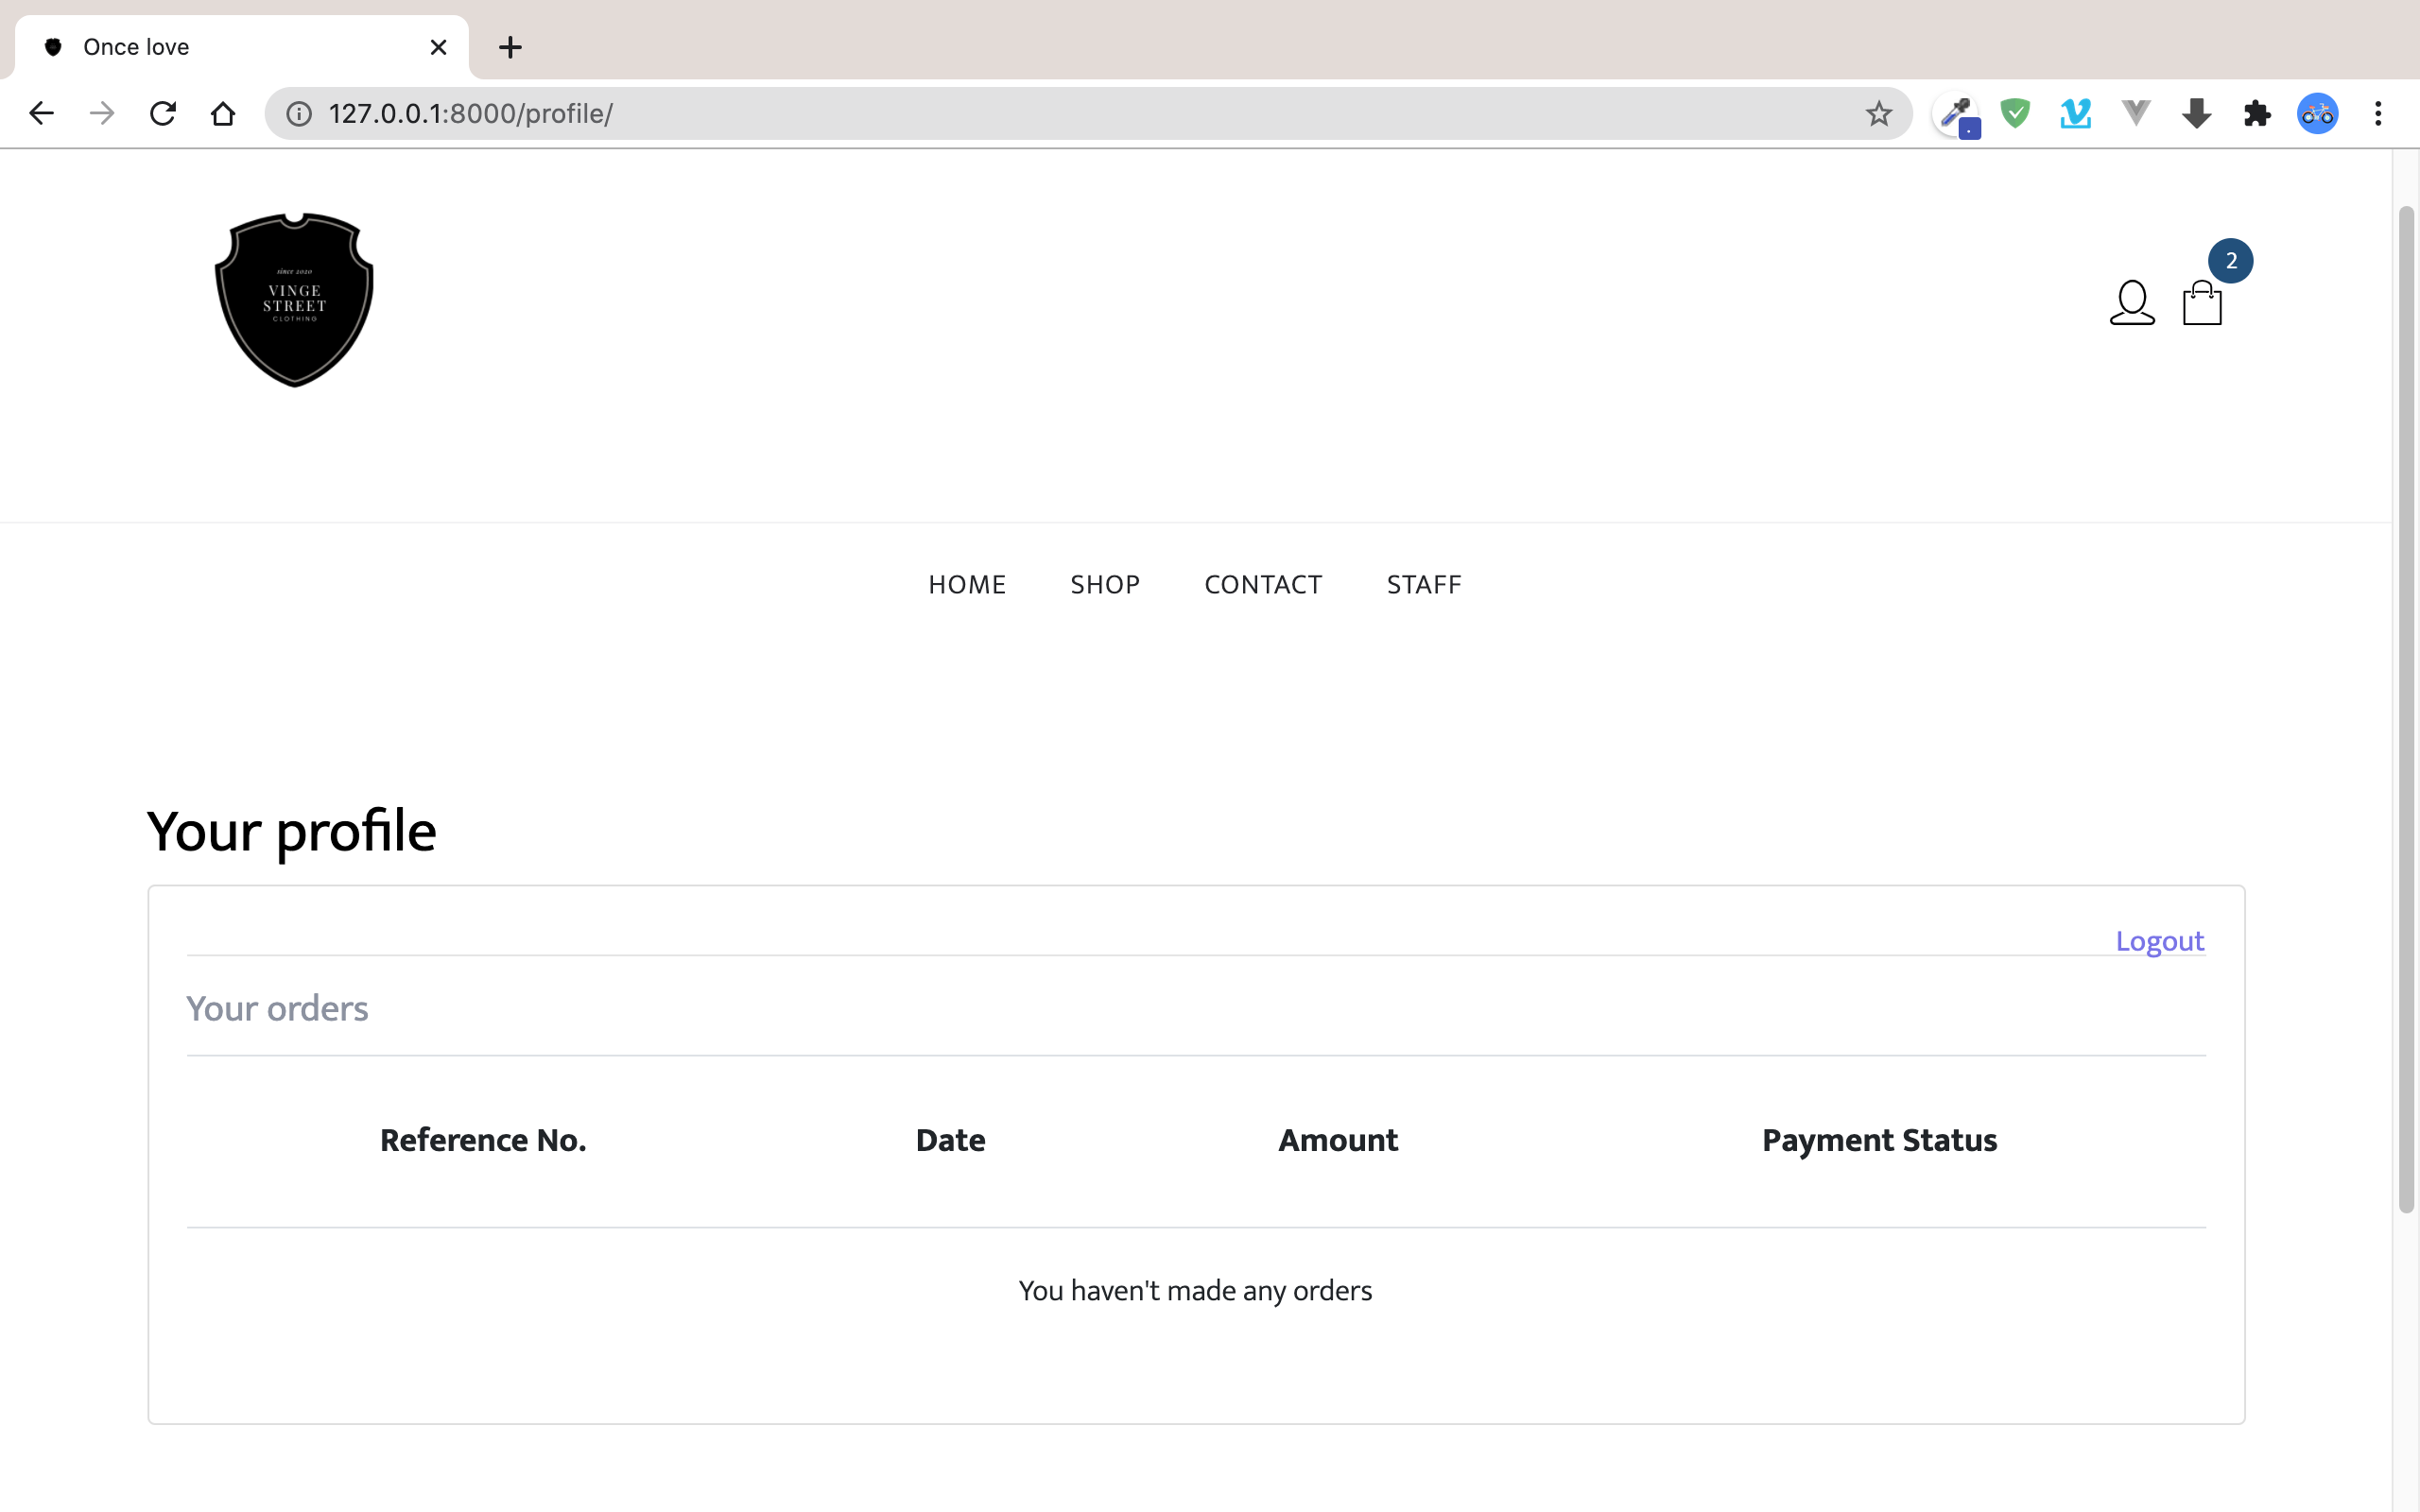 Once love
127.0.0.1:8000/profile/
since 2020
VINGE
STREET
CLOTHING
2
HOME SHOP CONTACT STAFF
Your profile
Logout
Your orders
Reference No. Date Amount Payment Status
You haven't made any orders